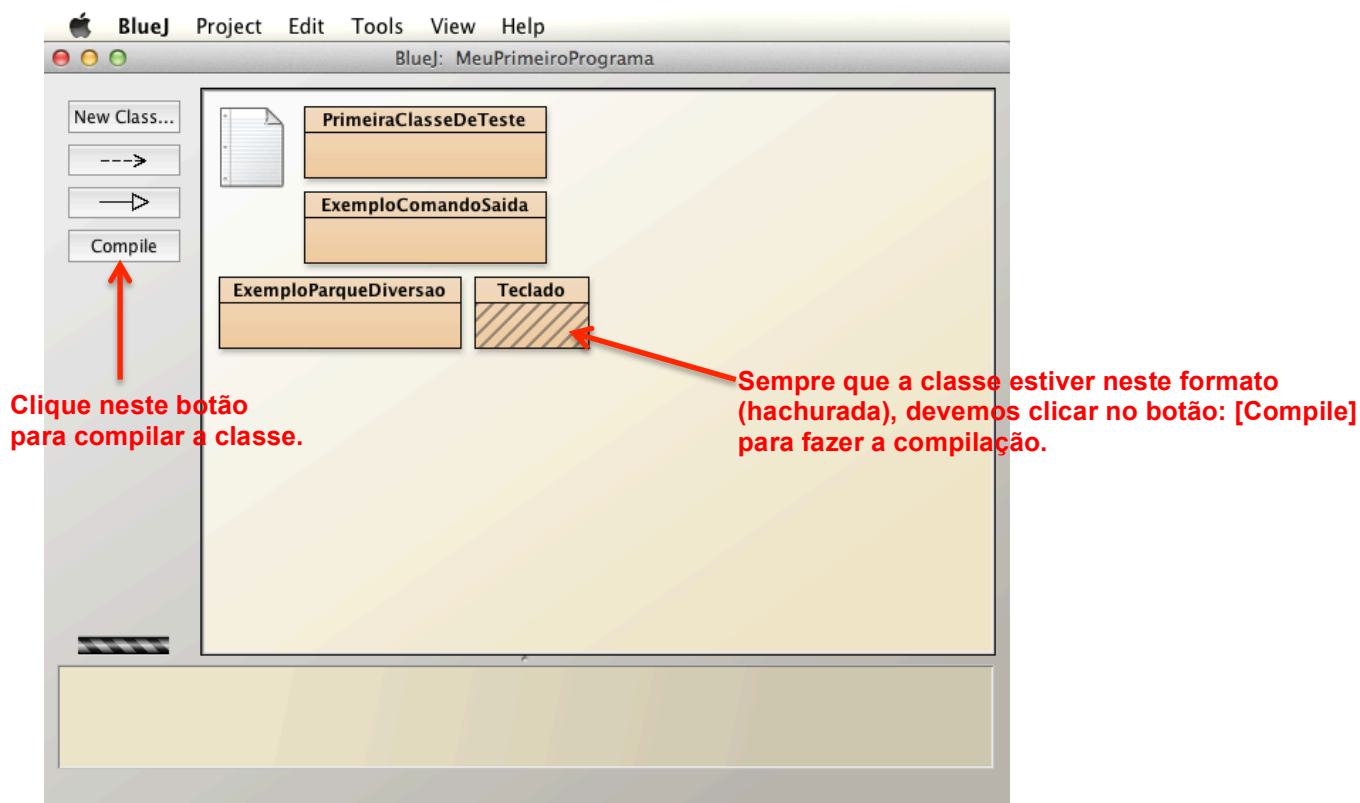 BlueJ Project Edit Tools View Help
BlueJ: MeuPrimeiroPrograma
New Class...
PrimeiraClasseDeTeste
ExemploComandoSaida
Compile
ExemploParqueDiversao
Teclado
Clique neste botão
para compilar a classe.
Sempre que a classe estiver neste formato
(hachurada), devemos clicar no botão: [Compile]
para fazer a compilação.